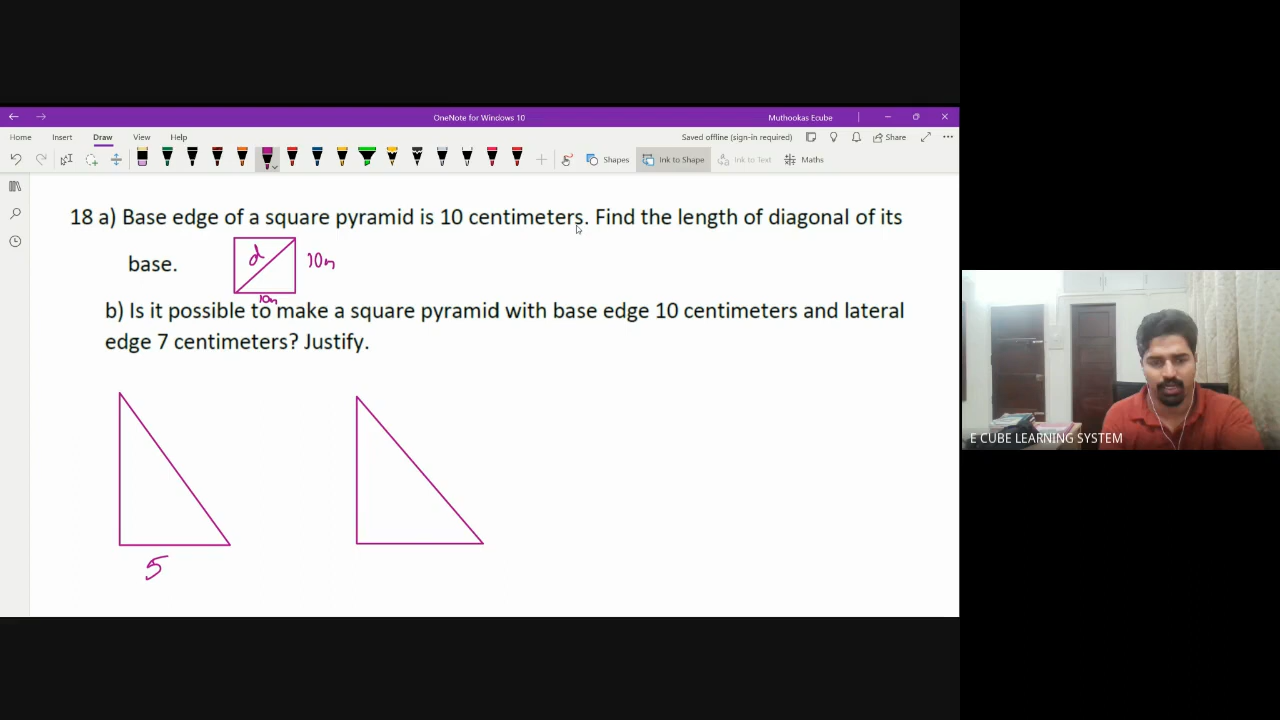 OneNote for Windows 10
Muthookas Ecube
Home Insert Draw View Help
Saved offline (sign-in required) Share
Shapes Ink to Shape Ink to Text Maths
18 a) Base edge of a square pyramid is 10 centimeters. Find the length of diagonal of its
base.
d
10m
10m
b) Is it possible to make a square pyramid with base edge 10 centimeters and lateral
edge 7 centimeters? Justify.
5
E CUBE LEARNING SYSTEM